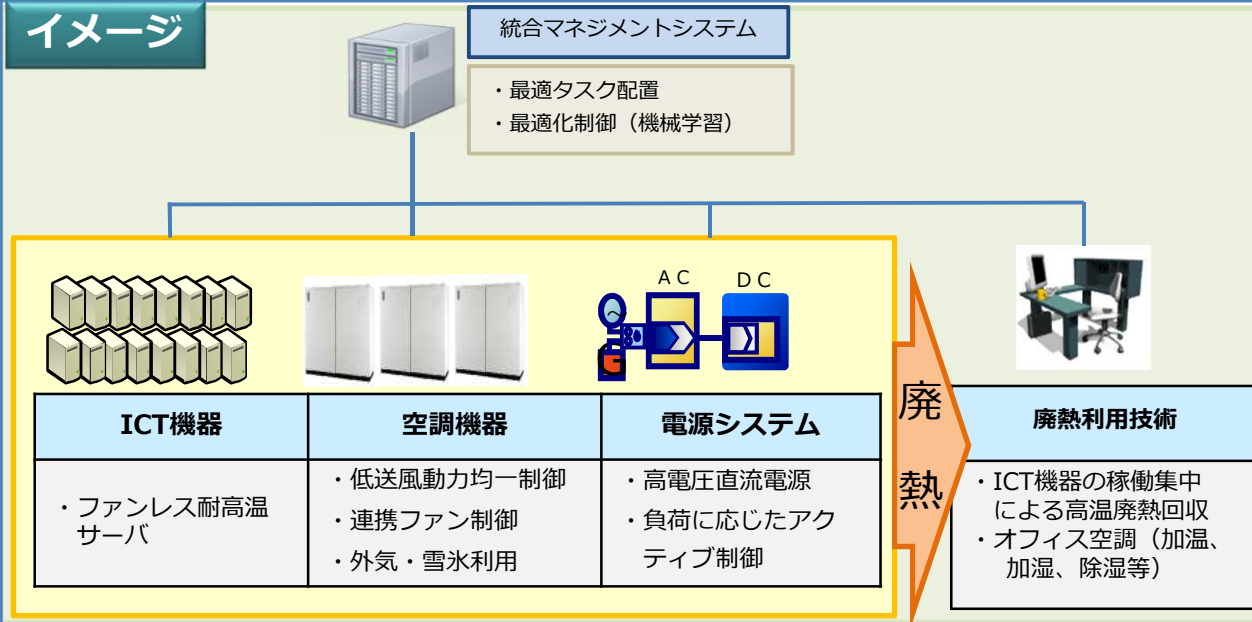 イメージ
統合マネジメントシステム
・最適タスク配置
・最適化制御（機械学習）
AC
DC
G
ICT機器
空調機器
電源システム
・ファンレス耐高温
サーバ
・低送風動力均一制御
・連携ファン制御
・外気・雪氷利用
・高電圧直流電源
・負荷に応じたアク
ティブ制御
廃
熱
廃熱利用技術
・ICT機器の稼働集中
による高温廃熱回収
・オフィス空調（加温、
加湿、除湿等）